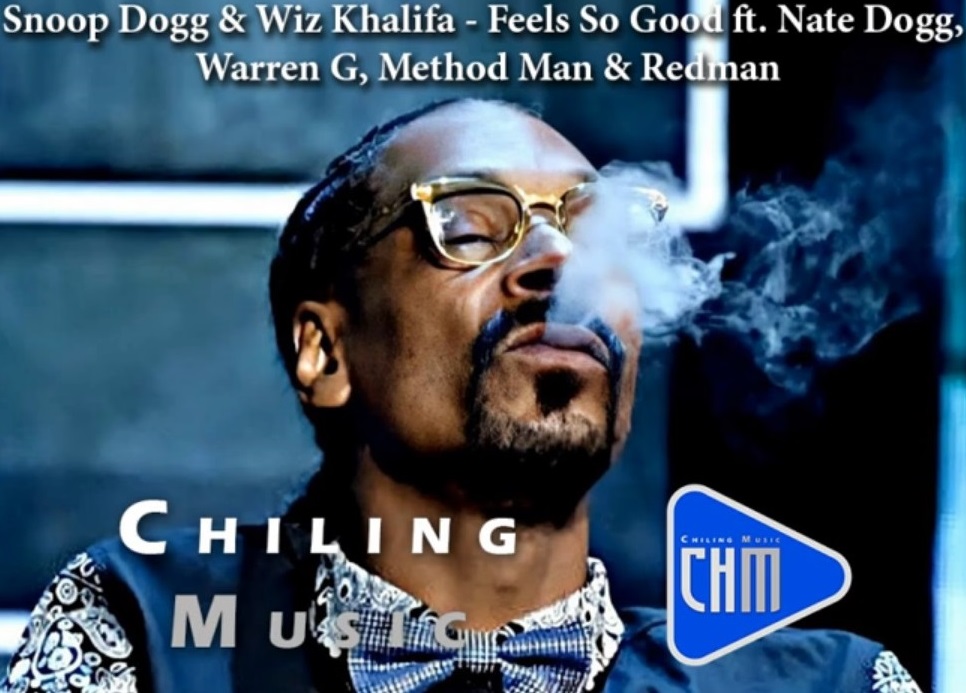 Snoop Dogg & Wiz Khalifa - Feels So Good ft. Nate Dogg,
Warren G, Method Man & Redman
CHILING
MUSIC
CHILING MUSIC
CHM